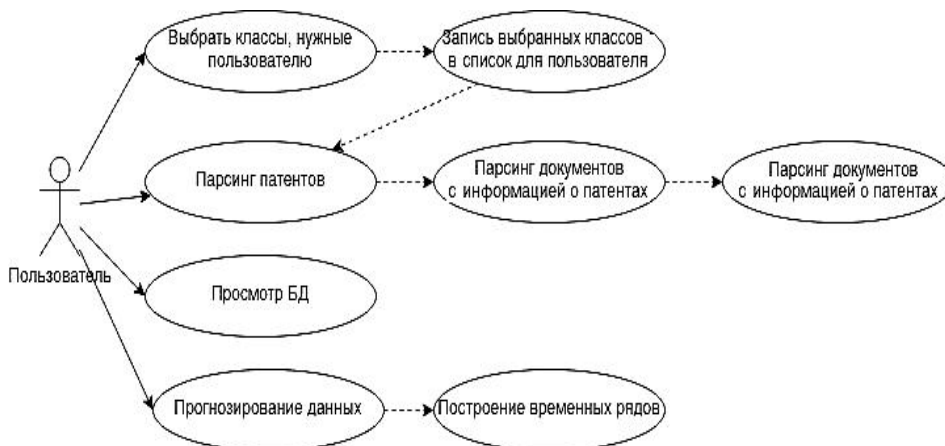 Выбрать классы, нужные
пользователю
Запись выбранных классов
в список для пользователя
Парсинг патентов
Парсинг документов
с информацией о патентах
Парсинг документов
с информацией о патентах
Пользователь
Просмотр БД
Прогнозирование данных
Построение временных рядов